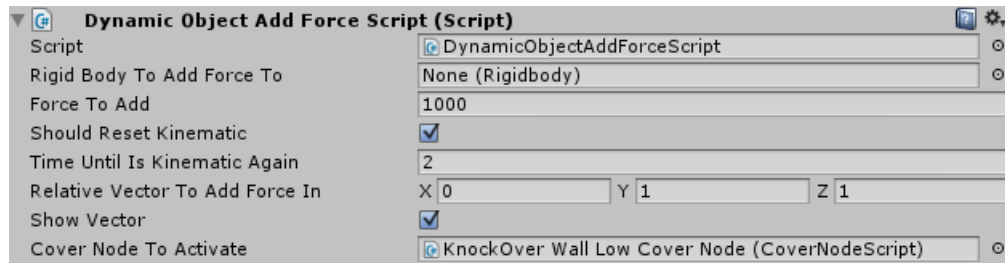 Dynamic Object Add Force Script (Script)
Script DynamicObjectAddForceScript
Rigid Body To Add Force To None (Rigidbody)
Force To Add 1000
Should Reset Kinematic
Time Until Is Kinematic Again 2
Relative Vector To Add Force In X 0 Y 1 Z 1
Show Vector
Cover Node To Activate KnockOver Wall Low Cover Node (CoverNodeScript)